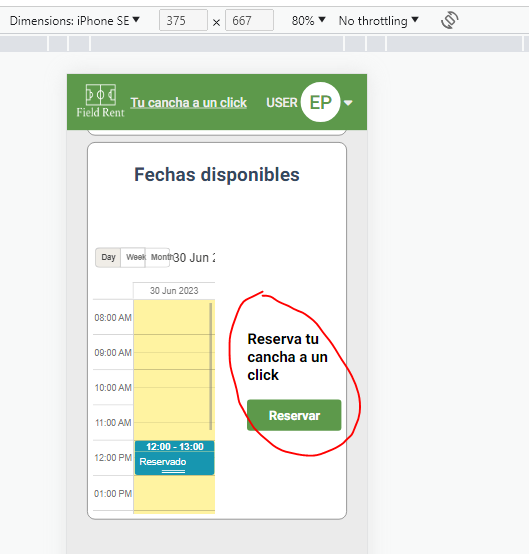 Dimensions: iPhone SE 375 x 667 80% No throttling
Field Rent
Tu cancha a un click
USER EP
Fechas disponibles
Day Week Month 30 Jun
30 Jun 2023
08:00 AM
09:00 AM
10:00 AM
11:00 AM
12:00 PM
01:00 PM
12:00 - 13:00
Reservado
Reserva tu
cancha a un
click
Reservar